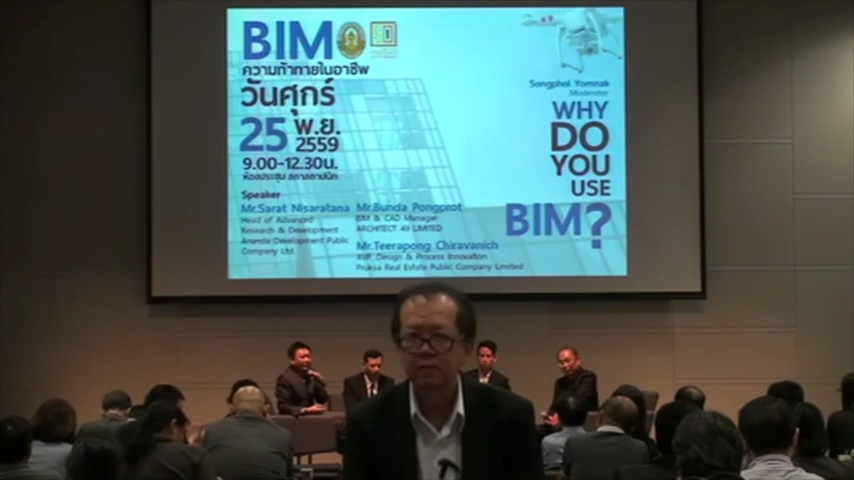 BIM
ความท้าทายในอาชีพ
วันศุกร์
25 พ.ย.
2559
9.00-12.30น.
ห้องประชุม สภาสถาปนิก
Speaker
Mr.Sarat Nisaratana
Head of Advanced
Research & Development
Ananda Development Public
Company Ltd
Mr.Bunda Pongprot
BIM & CAD Manager
ARCHITECT 49 LIMITED
Mr.Teerapong Chiravanich
AVP, Design & Process Innovation
Pruksa Real Estate Public Company Limited
Songphol Yomnak
Moderator
WHY
DO
YOU
USE
BIM?